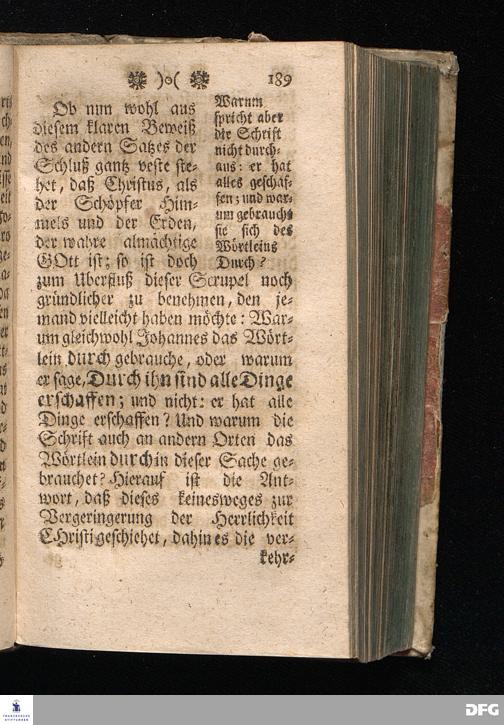 )o( 189
Ob nun wohl aus
diesem klaren Beweiß
des andern Satzes der
Schluß gantz veste ste-
het, daß Christus, als
der Schöpfer Him-
mels und der Erden,
der wahre almächtige
GOtt ist; so ist doch
Warum
spricht aber
die Schrift
nicht durch-
aus: er hat
alles geschaf-
fen; und war-
um gebraucht
sie sich des
Wörtleins
Durch?
zum Uberfluß dieser Scrupel noch
gründlicher zu benehmen, den je-
mand vielleicht haben möchte: War-
um gleichwohl Johannes das Wört-
lein durch gebrauche, oder warum
er sage, Durch ihn sind alle Dinge
erschaffen; und nicht: er hat alle
Dinge erschaffen? Und warum die
Schrift auch an andern Orten das
Wörtlein durch in dieser Sache ge-
brauchet? Hierauf ist die Ant-
wort, daß dieses keinesweges zur
Vergeringerung der Herrlichkeit
CHristi geschiehet, dahin es die ver-
kehr-
FRANCKESCHE
STIFTUNGEN
DFG